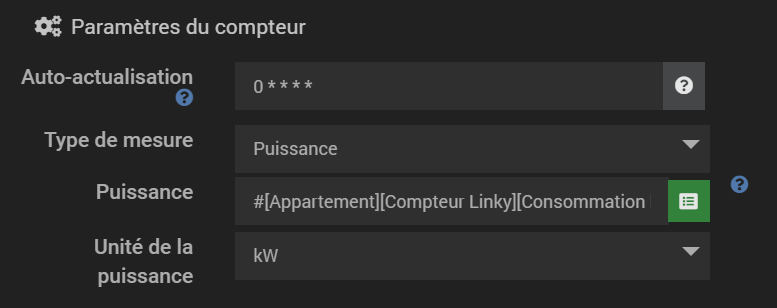 Paramètres du compteur
Auto-actualisation
0 * * * *
Type de mesure
Puissance
Puissance
#[Appartement][Compteur Linky][Consommation
Unité de la
puissance
kW